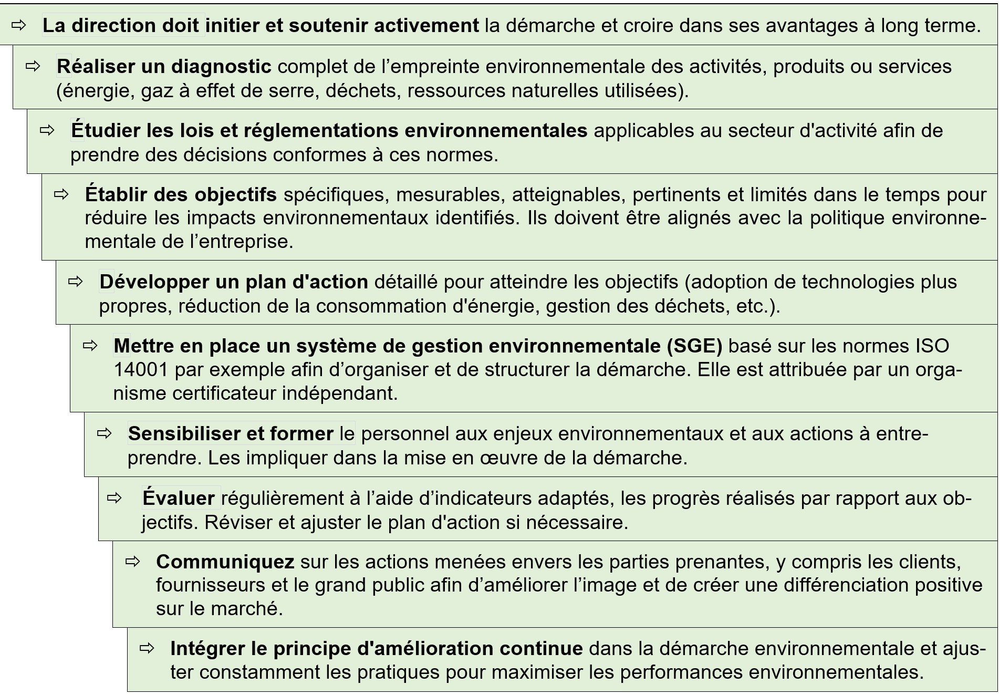 ⇨ La direction doit initier et soutenir activement la démarche et croire dans ses avantages à long terme.
⇨ Réaliser un diagnostic complet de l’empreinte environnementale des activités, produits ou services
(énergie, gaz à effet de serre, déchets, ressources naturelles utilisées).
⇨ Étudier les lois et réglementations environnementales applicables au secteur d'activité afin de
prendre des décisions conformes à ces normes.
⇨ Établir des objectifs spécifiques, mesurables, atteignables, pertinents et limités dans le temps pour
réduire les impacts environnementaux identifiés. Ils doivent être alignés avec la politique environne-
mentale de l’entreprise.
⇨ Développer un plan d'action détaillé pour atteindre les objectifs (adoption de technologies plus
propres, réduction de la consommation d'énergie, gestion des déchets, etc.).
⇨ Mettre en place un système de gestion environnementale (SGE) basé sur les normes ISO
14001 par exemple afin d’organiser et de structurer la démarche. Elle est attribuée par un orga-
nisme certificateur indépendant.
⇨ Sensibiliser et former le personnel aux enjeux environnementaux et aux actions à entre-
prendre. Les impliquer dans la mise en œuvre de la démarche.
⇨ Évaluer régulièrement à l’aide d’indicateurs adaptés, les progrès réalisés par rapport aux ob-
jectifs. Réviser et ajuster le plan d'action si nécessaire.
⇨ Communiquez sur les actions menées envers les parties prenantes, y compris les clients,
fournisseurs et le grand public afin d’améliorer l’image et de créer une différenciation positive
sur le marché.
⇨ Intégrer le principe d'amélioration continue dans la démarche environnementale et ajus-
ter constamment les pratiques pour maximiser les performances environnementales.